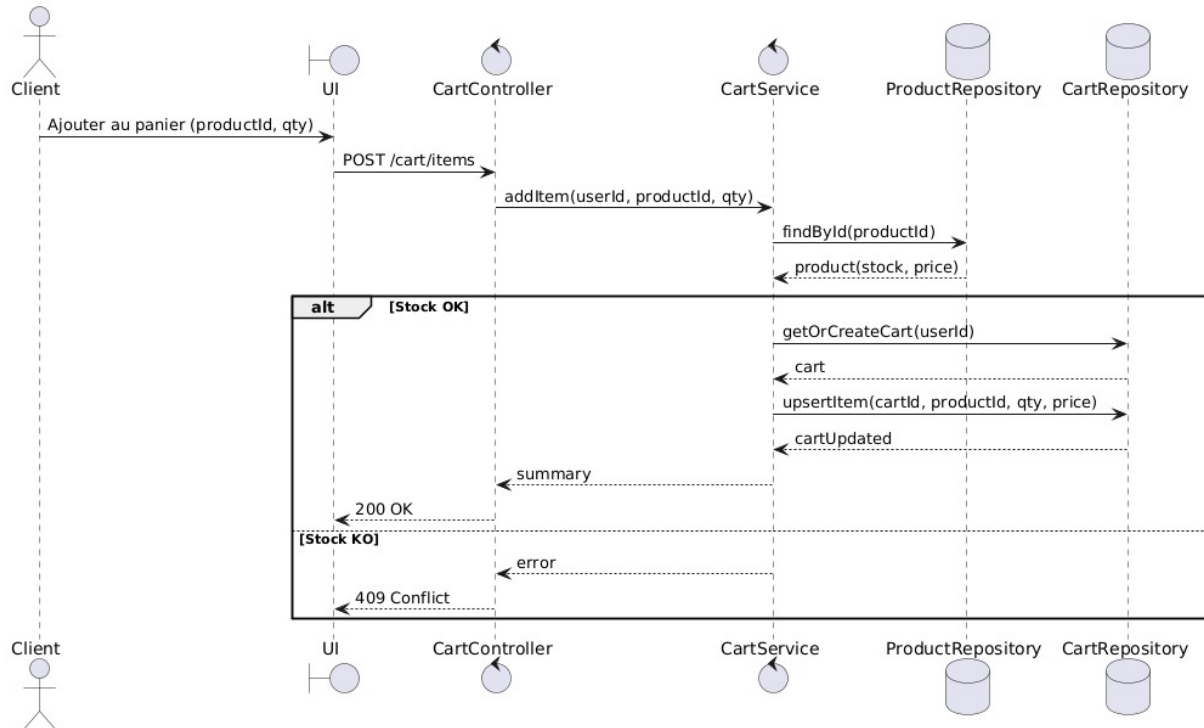 Client
UI
CartController
CartService
ProductRepository
CartRepository
Ajouter au panier (productId, qty)
POST /cart/items
addItem(userId, productId, qty)
findById(productId)
product(stock, price)
alt [Stock OK]
getOrCreateCart(userId)
cart
upsertItem(cartId, productId, qty, price)
cartUpdated
summary
200 OK
[Stock KO]
error
409 Conflict
Client
UI
CartController
CartService
ProductRepository
CartRepository